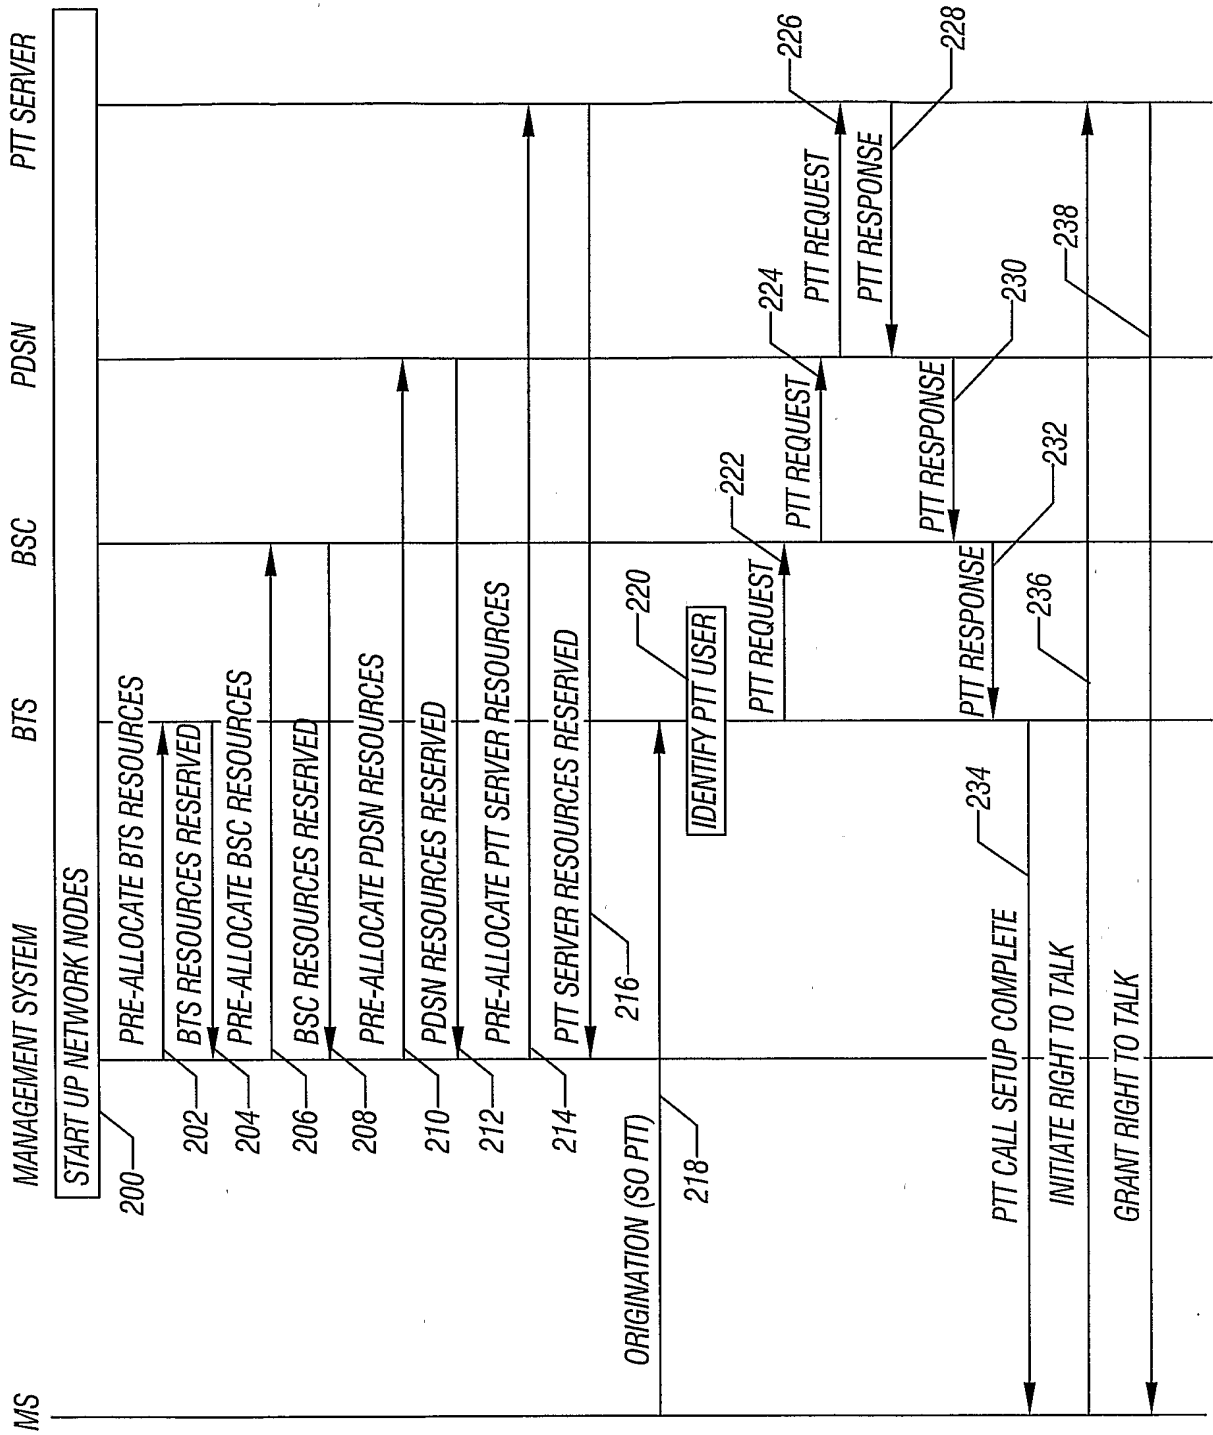 MS
MANAGEMENT SYSTEM
BTS
BSC
PDSN
PTT SERVER
START UP NETWORK NODES
200
PRE-ALLOCATE BTS RESOURCES
202
BTS RESOURCES RESERVED
204
PRE-ALLOCATE BSC RESOURCES
206
BSC RESOURCES RESERVED
208
PRE-ALLOCATE PDSN RESOURCES
210
PDSN RESOURCES RESERVED
212
PRE-ALLOCATE PTT SERVER RESOURCES
214
PTT SERVER RESOURCES RESERVED
216
ORIGINATION (SO PTT)
218
220
IDENTIFY PTT USER
222
PTT REQUEST
224
PTT REQUEST
226
PTT REQUEST
PTT RESPONSE
228
PTT RESPONSE
230
PTT RESPONSE
232
234
PTT CALL SETUP COMPLETE
236
INITIATE RIGHT TO TALK
238
GRANT RIGHT TO TALK